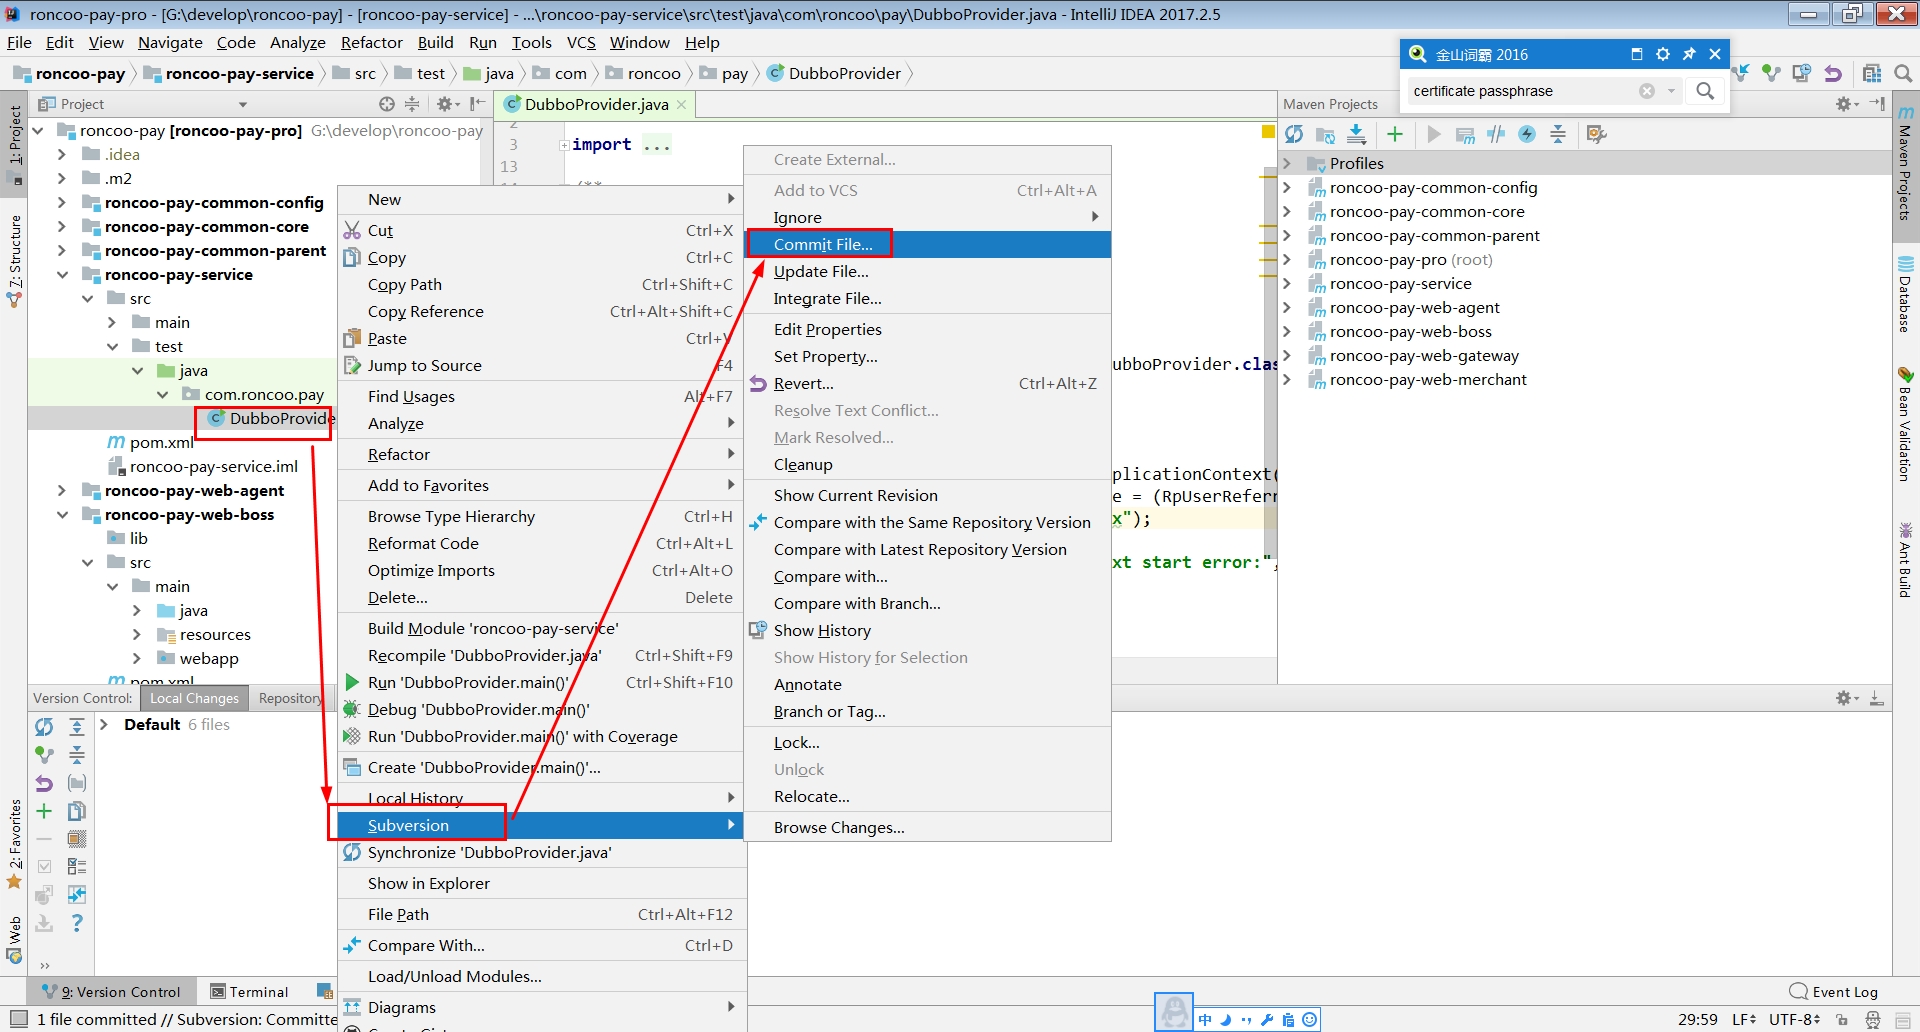 roncoo-pay-pro - [G:\develop\roncoo-pay] - [roncoo-pay-service] - ...\roncoo-pay-service\src\test\java\com\roncoo\pay\DubboProvider.java - IntelliJ IDEA 2017.2.5
File Edit View Navigate Code Analyze Refactor Build Run Tools VCS Window Help
roncoo-pay roncoo-pay-service src test java com roncoo pay DubboProvider
金山词霸 2016
certificate passphrase
1: Project
7: Structure
2: Favorites
Web
Project
roncoo-pay [roncoo-pay-pro] G:\develop\roncoo-pay
.idea
.m2
roncoo-pay-common-config
roncoo-pay-common-core
roncoo-pay-common-parent
roncoo-pay-service
src
main
test
java
com.roncoo.pay
DubboProvide
pom.xml
roncoo-pay-service.iml
roncoo-pay-web-agent
roncoo-pay-web-boss
lib
src
main
java
resources
webapp
pom.xml
DubboProvider.java
2
3 import ...
13
14 /**
ubboProvider.clas
plicationContext(
e = (RpUserReferr
x");
xt start error:",
New
Cut Ctrl+X
Copy Ctrl+C
Copy Path Ctrl+Shift+C
Copy Reference Ctrl+Alt+Shift+C
Paste Ctrl+V
Jump to Source F4
Find Usages Alt+F7
Analyze
Refactor
Add to Favorites
Browse Type Hierarchy Ctrl+H
Reformat Code Ctrl+Alt+L
Optimize Imports Ctrl+Alt+O
Delete... Delete
Build Module 'roncoo-pay-service'
Recompile 'DubboProvider.java' Ctrl+Shift+F9
Run 'DubboProvider.main()' Ctrl+Shift+F10
Debug 'DubboProvider.main()'
Run 'DubboProvider.main()' with Coverage
Create 'DubboProvider.main()'...
Local History
Subversion
Synchronize 'DubboProvider.java'
Show in Explorer
File Path Ctrl+Alt+F12
Compare With... Ctrl+D
Load/Unload Modules...
Diagrams
Create External...
Add to VCS Ctrl+Alt+A
Ignore
Commit File...
Update File...
Integrate File...
Edit Properties
Set Property...
Revert... Ctrl+Alt+Z
Resolve Text Conflict...
Mark Resolved...
Cleanup
Show Current Revision
Compare with the Same Repository Version
Compare with Latest Repository Version
Compare with...
Compare with Branch...
Show History
Show History for Selection
Annotate
Branch or Tag...
Lock...
Unlock
Relocate...
Browse Changes...
Maven Projects
Profiles
roncoo-pay-common-config
roncoo-pay-common-core
roncoo-pay-common-parent
roncoo-pay-pro (root)
roncoo-pay-service
roncoo-pay-web-agent
roncoo-pay-web-boss
roncoo-pay-web-gateway
roncoo-pay-web-merchant
Maven Projects
Database
Bean Validation
Ant Build
Version Control: Local Changes Repository
Default 6 files
9: Version Control Terminal
Event Log
1 file committed // Subversion: Committe
中
29:59 LF UTF-8